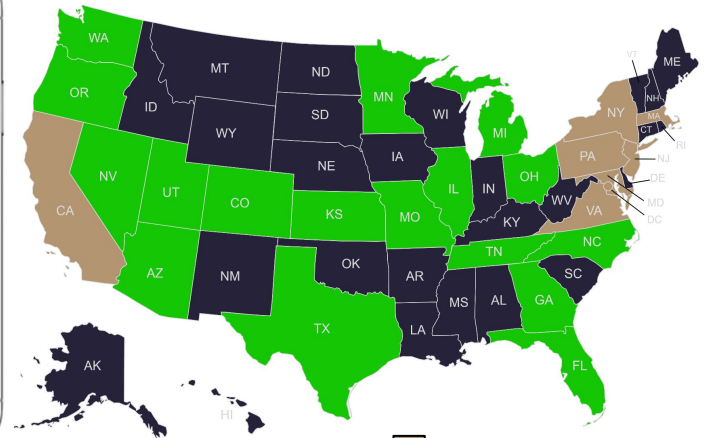 WA
MT
ND
MN
VT
ME
OR
ID
SD
WI
NH
WY
MI
NY
MA
CT
RI
NE
IA
PA
NJ
NV
UT
CO
IL
IN
OH
DE
WV
MD
CA
KS
MO
KY
VA
DC
AZ
NM
OK
AR
TN
NC
SC
MS
AL
GA
TX
LA
AK
FL
HI